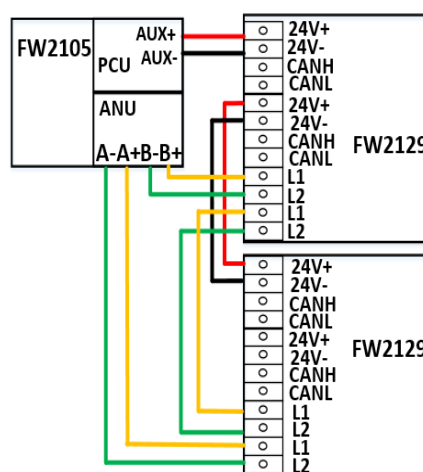 FW2105
AUX+
PCU
AUX-
ANU
A-A+B-B+
24V+
24V-
CANH
CANL
24V+
24V-
CANH
CANL
L1
L2
L1
L2
FW2129
24V+
24V-
CANH
CANL
24V+
24V-
CANH
CANL
L1
L2
L1
L2
FW2129